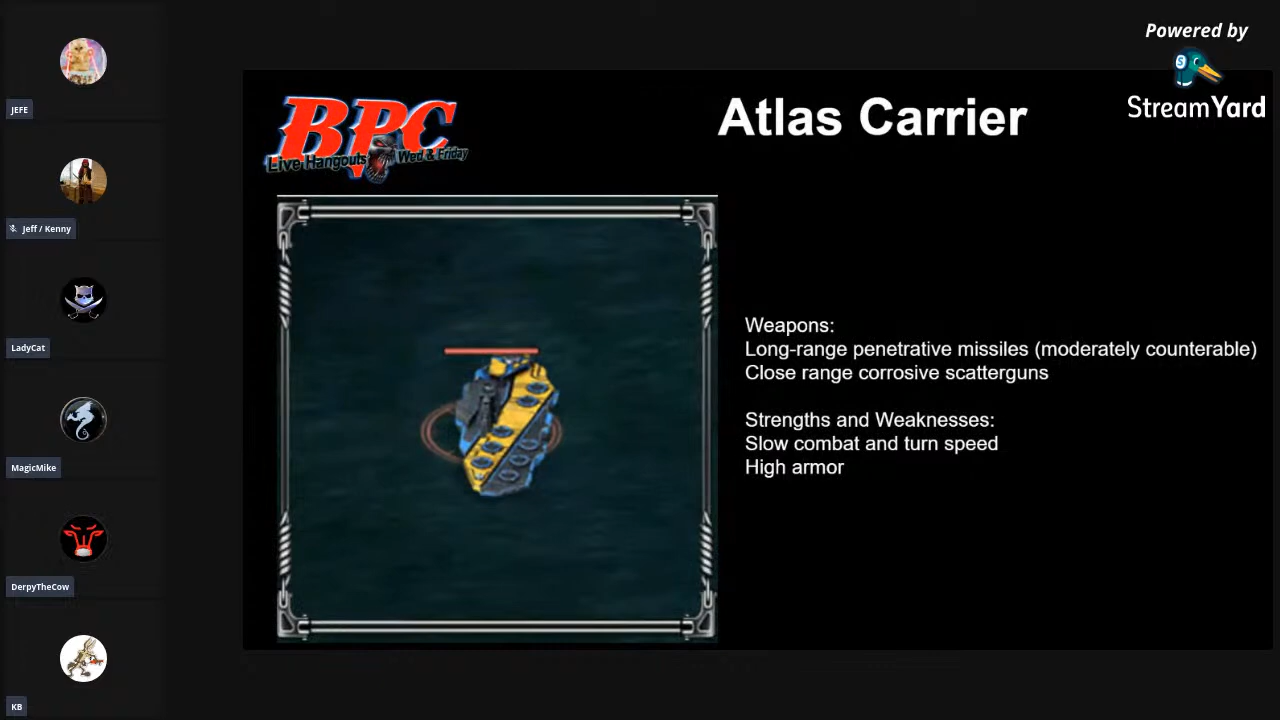 Powered by
StreamYard
JEFE
Jeff / Kenny
LadyCat
MagicMike
DerpyTheCow
KB
BPC
Live Hangouts Wed & Friday
Atlas Carrier
Weapons:
Long-range penetrative missiles (moderately counterable)
Close range corrosive scatterguns
Strengths and Weaknesses:
Slow combat and turn speed
High armor